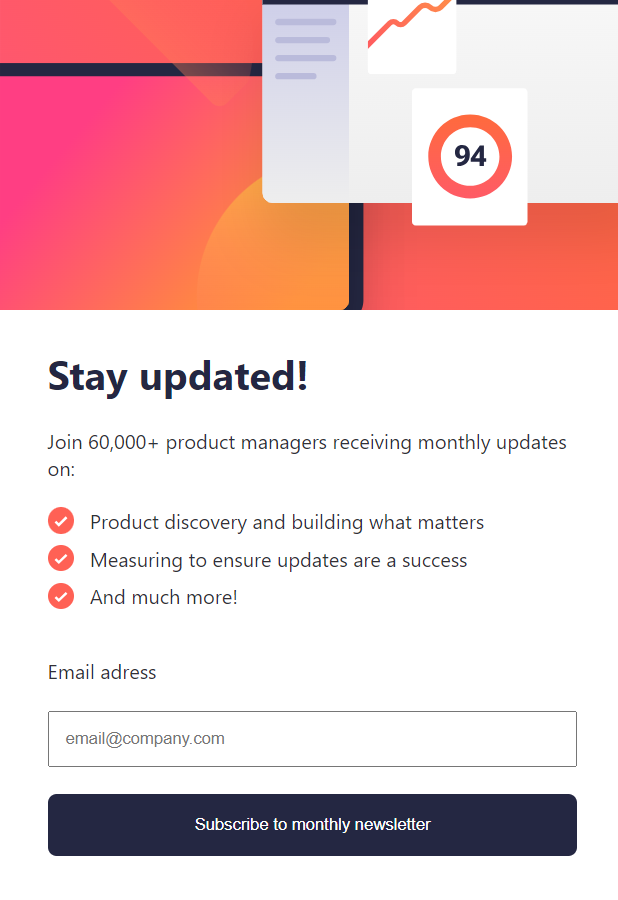 94
Stay updated!
Join 60,000+ product managers receiving monthly updates
on:
Product discovery and building what matters
Measuring to ensure updates are a success
And much more!
Email adress
email@company.com
Subscribe to monthly newsletter